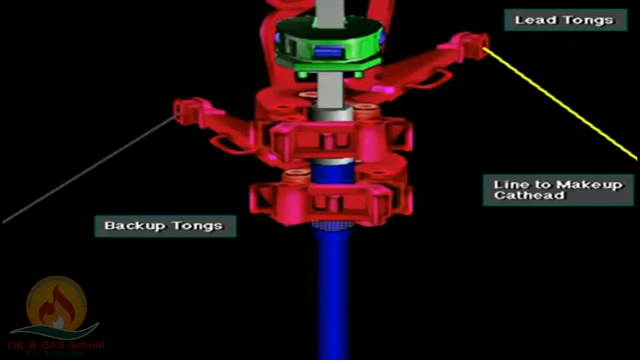 Lead Tongs
Line to Makeup
Cathead
Backup Tongs
OIL & GAS School